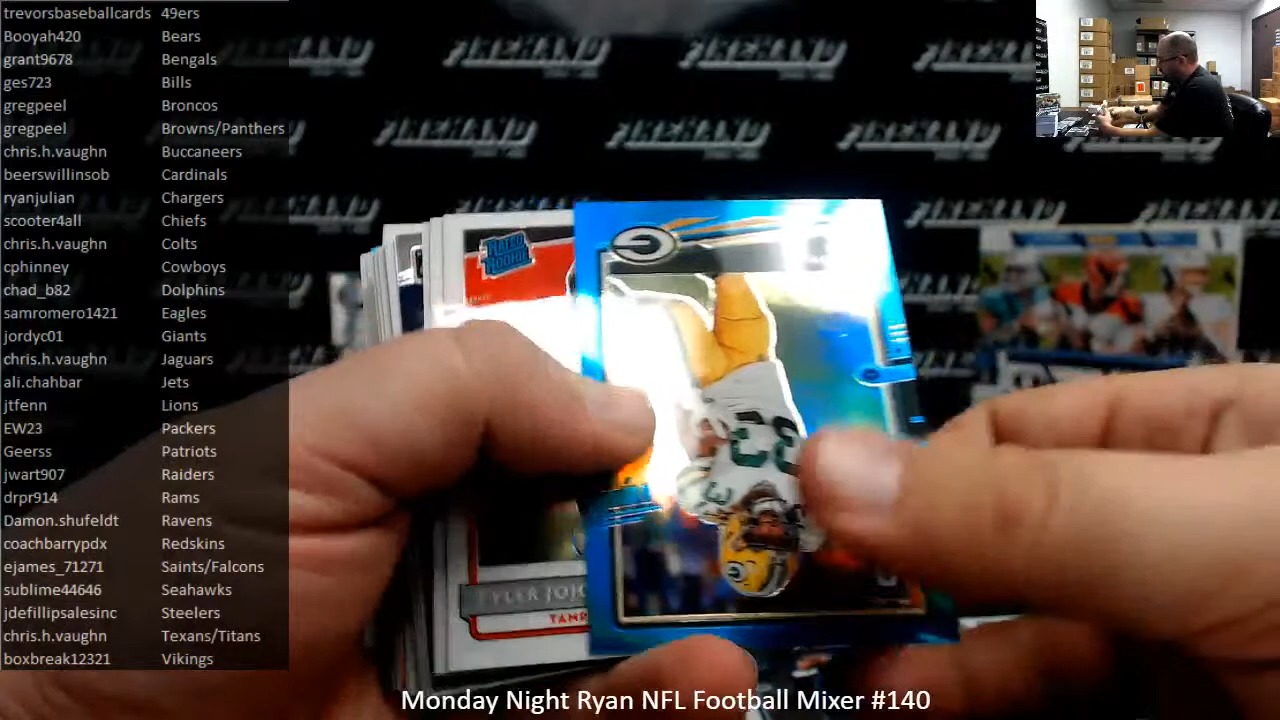 trevorsbaseballcards 49ers
Booyah420 Bears
grant9678 Bengals
ges723 Bills
gregpeel Broncos
gregpeel Browns/Panthers
chris.h.vaughn Buccaneers
beerswillinsob Cardinals
ryanjulian Chargers
scooter4all Chiefs
chris.h.vaughn Colts
cphinney Cowboys
chad_b82 Dolphins
samromero1421 Eagles
jordyc01 Giants
chris.h.vaughn Jaguars
ali.chahbar Jets
jtfenn Lions
EW23 Packers
Geerss Patriots
jwart907 Raiders
drpr914 Rams
Damon.shufeldt Ravens
coachbarrypdx Redskins
ejames_71271 Saints/Falcons
sublime44646 Seahawks
jdefillipsalesinc Steelers
chris.h.vaughn Texans/Titans
boxbreak12321 Vikings
FIREHAND
RATED
ROOKIE
33
TYLER
Monday Night Ryan NFL Football Mixer #140